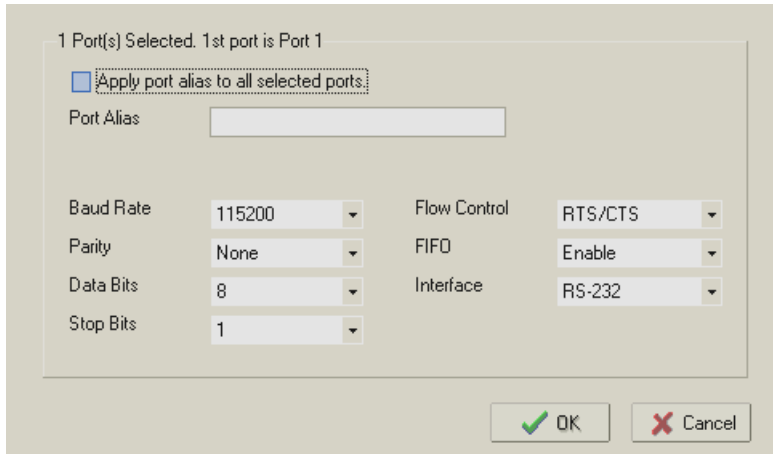 1 Port(s) Selected. 1st port is Port 1
Apply port alias to all selected ports.
Port Alias
Baud Rate 115200 Flow Control RTS/CTS
Parity None FIFO Enable
Data Bits 8 Interface RS-232
Stop Bits 1
OK Cancel